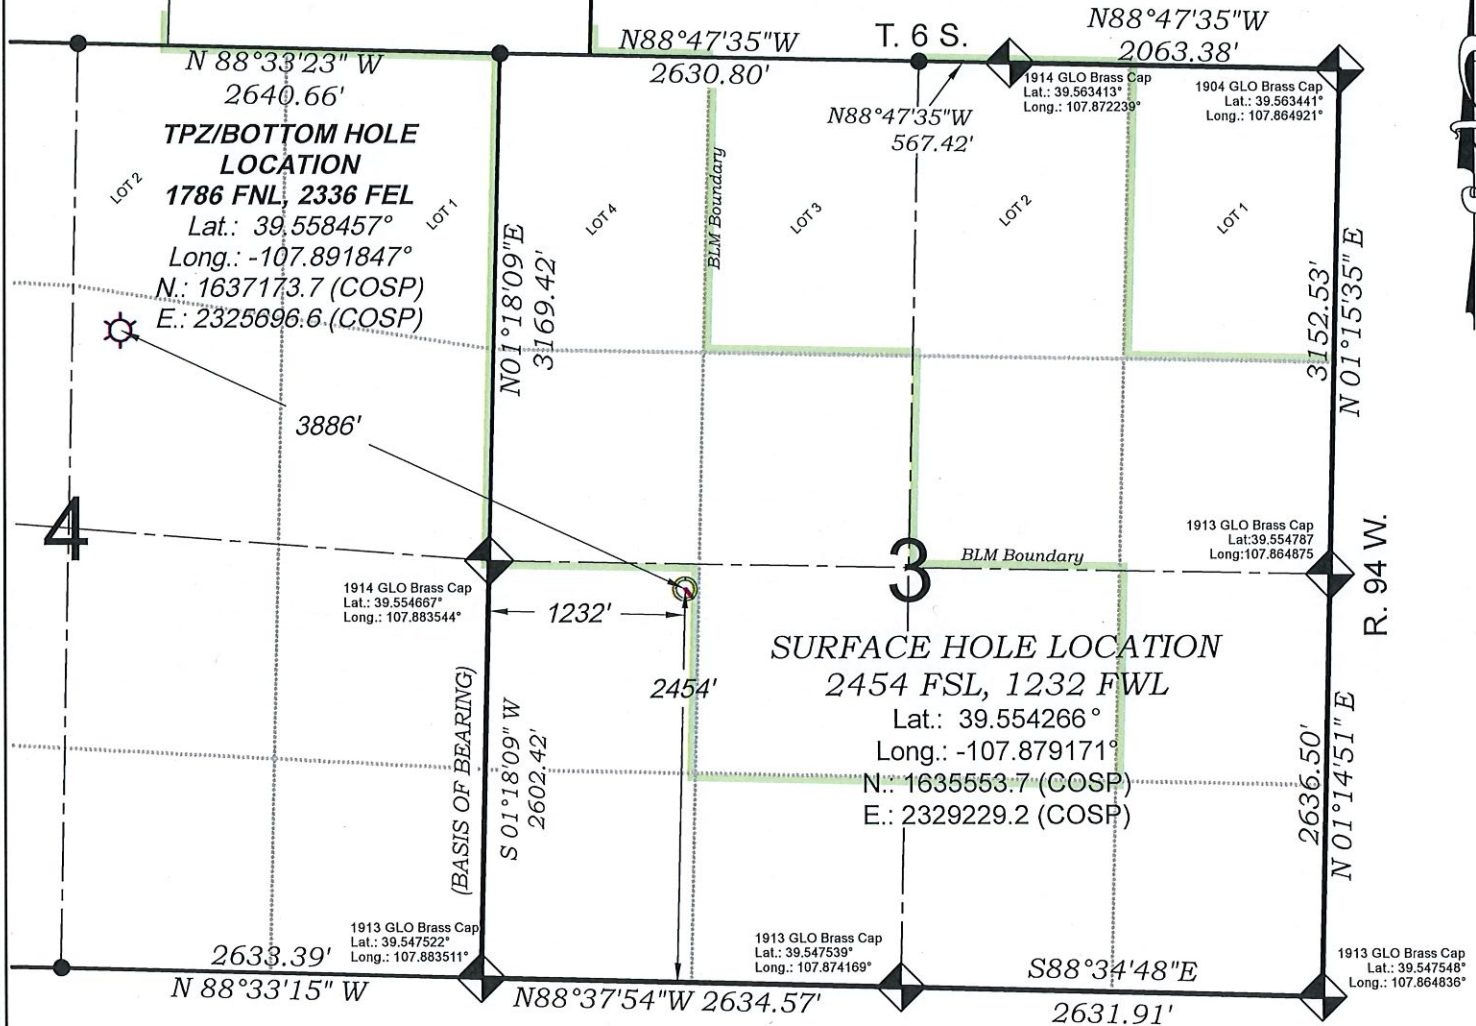 N88°47'35"W
2063.38'
T. 6 S.
N88°47'35"W
2630.80'
N 88°33'23" W
2640.66'
1914 GLO Brass Cap
Lat.: 39.563413°
Long.: 107.872239°
1904 GLO Brass Cap
Lat.: 39.563441°
Long.: 107.864921°
N88°47'35"W
567.42'
TPZ/BOTTOM HOLE
LOCATION
1786 FNL, 2336 FEL
Lat.: 39.558457°
Long.: -107.891847°
N.: 1637173.7 (COSP)
E.: 2325696.6 (COSP)
LOT 2
LOT 1
LOT 4
BLM Boundary
LOT 3
LOT 2
LOT 1
N01°18'09"E
3169.42'
3152.53'
N 01°15'35" E
3886'
4
3
BLM Boundary
1913 GLO Brass Cap
Lat:39.554787
Long:107.864875
R. 94 W.
1914 GLO Brass Cap
Lat.: 39.554667°
Long.: 107.883544°
1232'
2454'
SURFACE HOLE LOCATION
2454 FSL, 1232 FWL
Lat.: 39.554266°
Long.: -107.879171°
N.: 1635553.7 (COSP)
E.: 2329229.2 (COSP)
(BASIS OF BEARING)
S 01°18'09" W
2602.42'
2636.50'
N 01°14'51" E
1913 GLO Brass Cap
Lat.: 39.547522°
Long.: 107.883511°
1913 GLO Brass Cap
Lat.: 39.547539°
Long.: 107.874169°
1913 GLO Brass Cap
Lat.: 39.547548°
Long.: 107.864836°
2633.39'
N 88°33'15" W
N88°37'54"W 2634.57'
S88°34'48"E
2631.91'